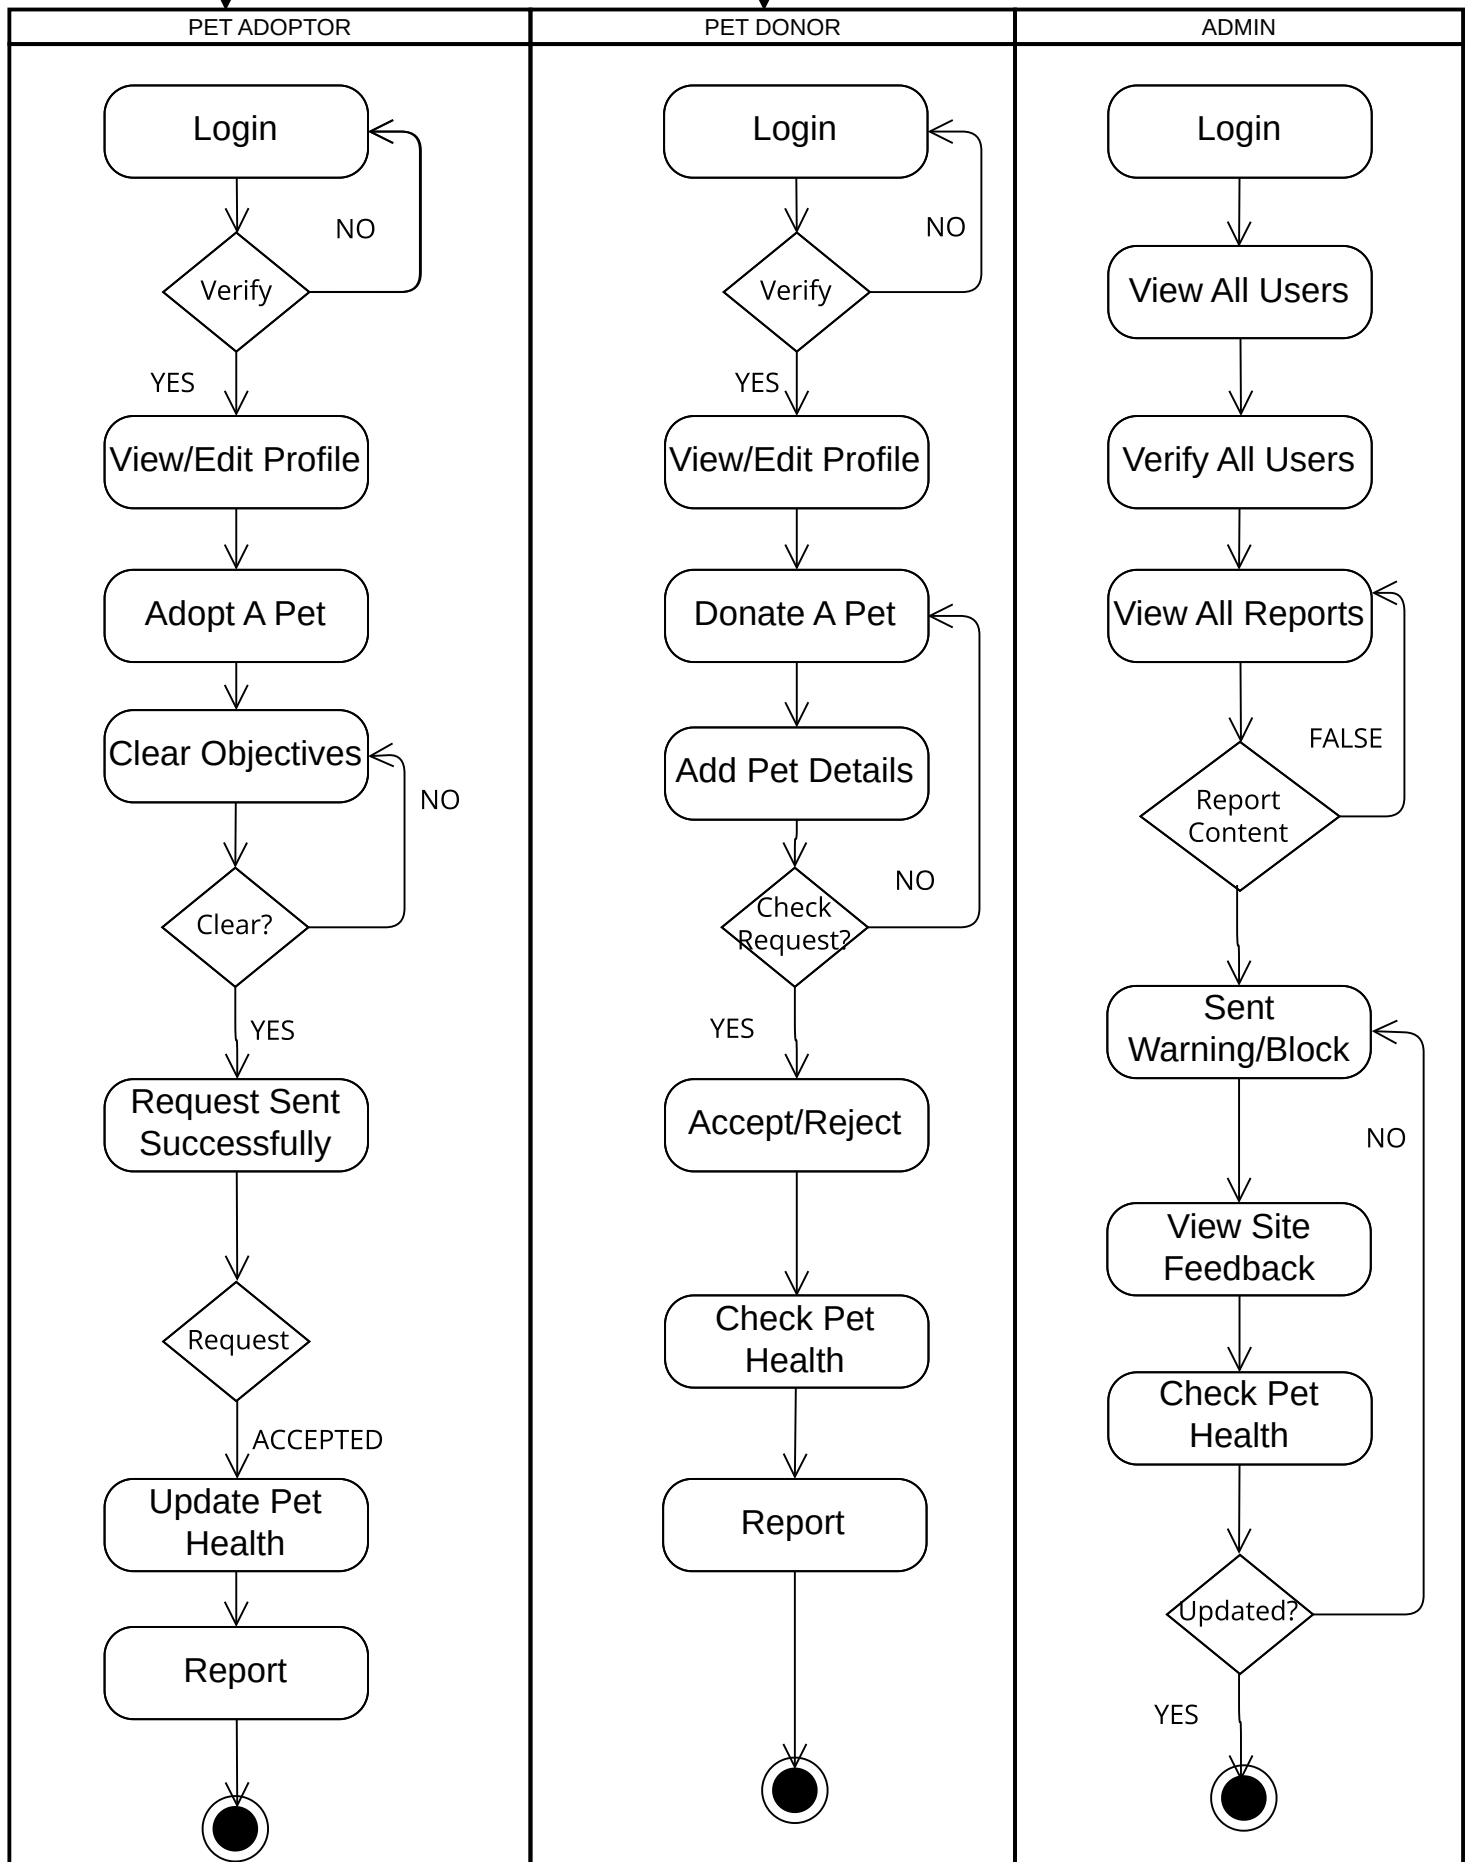 PET ADOPTOR
Login
NO
Verify
YES
View/Edit Profile
Adopt A Pet
Clear Objectives
NO
Clear?
YES
Request Sent
Successfully
Request
ACCEPTED
Update Pet
Health
Report
PET DONOR
Login
NO
Verify
YES
View/Edit Profile
Donate A Pet
Add Pet Details
NO
Check
Request?
YES
Accept/Reject
Check Pet
Health
Report
ADMIN
Login
View All Users
Verify All Users
View All Reports
FALSE
Report
Content
Sent
Warning/Block
NO
View Site
Feedback
Check Pet
Health
Updated?
YES